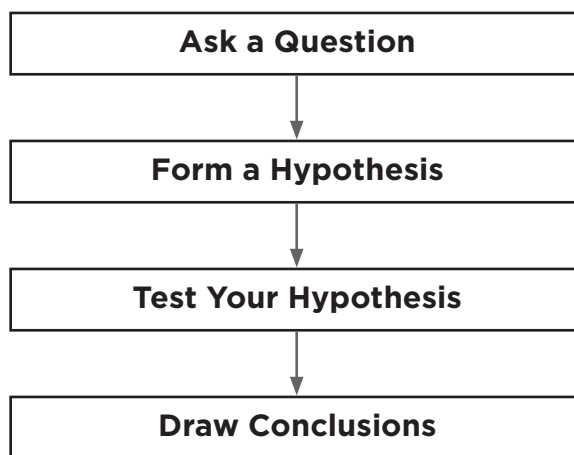 Ask a Question
Form a Hypothesis
Test Your Hypothesis
Draw Conclusions